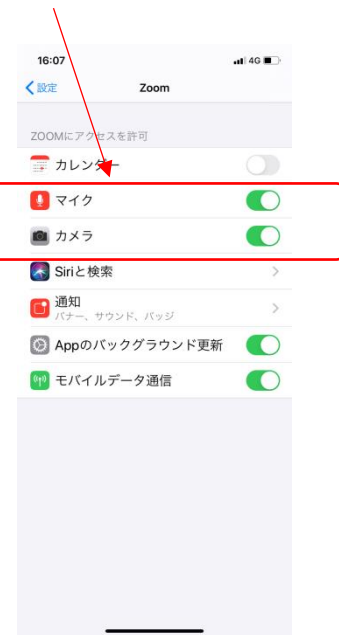 16:07
4G
設定
Zoom
ZOOMにアクセスを許可
カレンダー
マイク
カメラ
Siriと検索
通知
バナー、サウンド、バッジ
Appのバックグラウンド更新
モバイルデータ通信